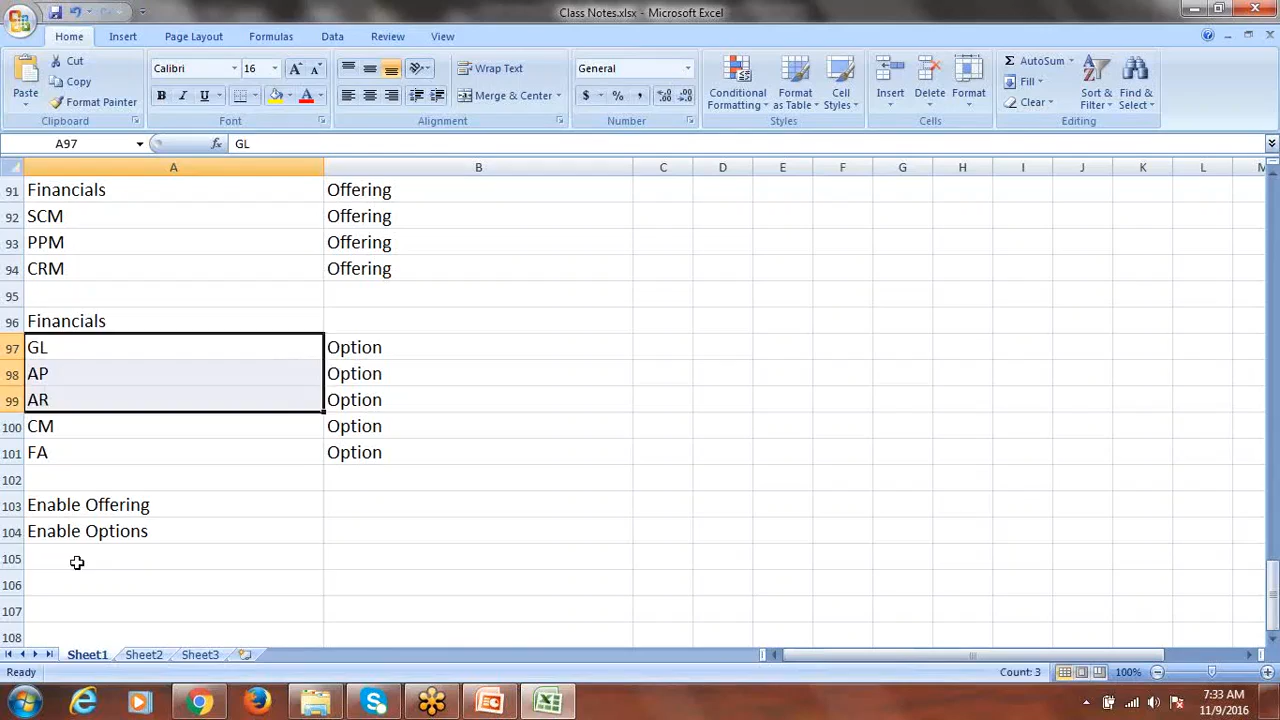 Class Notes.xlsx - Microsoft Excel
Home Insert Page Layout Formulas Data Review View
Paste
Cut
Copy
Format Painter
Clipboard
Calibri 16
B I U
Font
Wrap Text
Merge & Center
Alignment
General
$ % ,
Number
Conditional Formatting
Format as Table
Cell Styles
Styles
Insert
Delete
Format
Cells
AutoSum
Fill
Clear
Sort & Filter
Find & Select
Editing
A97 fx GL
A B C D E F G H I J K L M
91 Financials Offering
92 SCM Offering
93 PPM Offering
94 CRM Offering
95
96 Financials
97 GL Option
98 AP Option
99 AR Option
100 CM Option
101 FA Option
102
103 Enable Offering
104 Enable Options
105
106
107
108
Sheet1 Sheet2 Sheet3
Ready Count: 3 100%
7:33 AM
11/9/2016